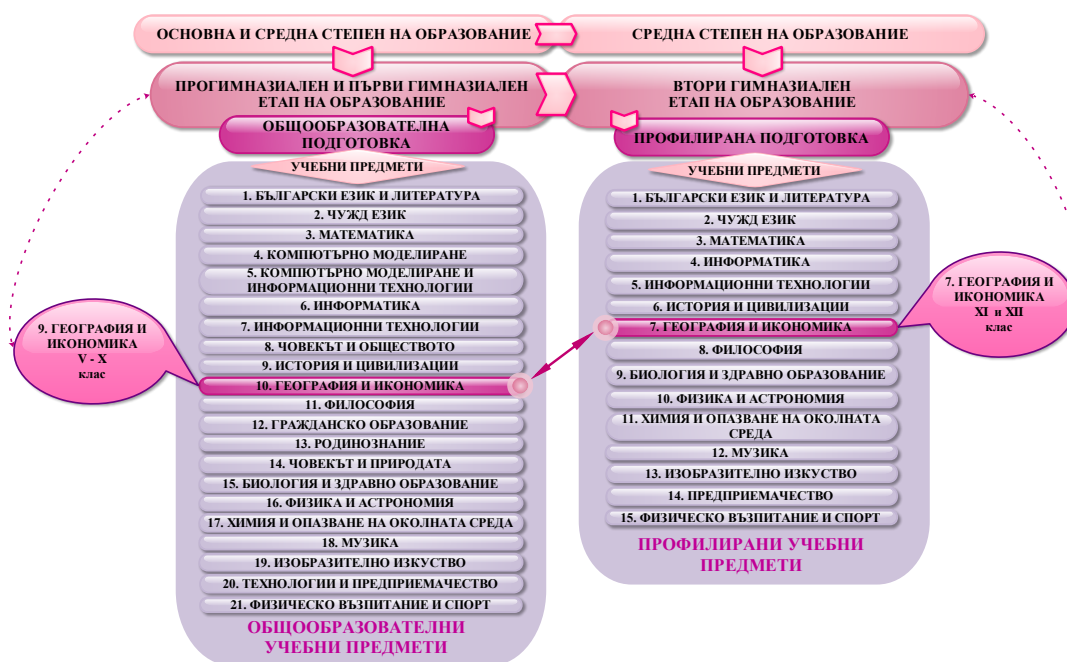 ОСНОВНА И СРЕДНА СТЕПЕН НА ОБРАЗОВАНИЕ
СРЕДНА СТЕПЕН НА ОБРАЗОВАНИЕ
ПРОГИМНАЗИАЛЕН И ПЪРВИ ГИМНАЗИАЛЕН
ЕТАП НА ОБРАЗОВАНИЕ
ВТОРИ ГИМНАЗИАЛЕН
ЕТАП НА ОБРАЗОВАНИЕ
ОБЩООБРАЗОВАТЕЛНА
ПОДГОТОВКА
УЧЕБНИ ПРЕДМЕТИ
1. БЪЛГАРСКИ ЕЗИК И ЛИТЕРАТУРА
2. ЧУЖД ЕЗИК
3. МАТЕМАТИКА
4. КОМПЮТЪРНО МОДЕЛИРАНЕ
5. КОМПЮТЪРНО МОДЕЛИРАНЕ И
ИНФОРМАЦИОННИ ТЕХНОЛОГИИ
6. ИНФОРМАТИКА
7. ИНФОРМАЦИОННИ ТЕХНОЛОГИИ
8. ЧОВЕКЪТ И ОБЩЕСТВОТО
9. ИСТОРИЯ И ЦИВИЛИЗАЦИИ
10. ГЕОГРАФИЯ И ИКОНОМИКА
11. ФИЛОСОФИЯ
12. ГРАЖДАНСКО ОБРАЗОВАНИЕ
13. РОДИНОЗНАНИЕ
14. ЧОВЕКЪТ И ПРИРОДАТА
15. БИОЛОГИЯ И ЗДРАВНО ОБРАЗОВАНИЕ
16. ФИЗИКА И АСТРОНОМИЯ
17. ХИМИЯ И ОПАЗВАНЕ НА ОКОЛНАТА СРЕДА
18. МУЗИКА
19. ИЗОБРАЗИТЕЛНО ИЗКУСТВО
20. ТЕХНОЛОГИИ И ПРЕДПРИЕМАЧЕСТВО
21. ФИЗИЧЕСКО ВЪЗПИТАНИЕ И СПОРТ
ОБЩООБРАЗОВАТЕЛНИ
УЧЕБНИ ПРЕДМЕТИ
9. ГЕОГРАФИЯ И
ИКОНОМИКА
V - X
клас
ПРОФИЛИРАНА ПОДГОТОВКА
УЧЕБНИ ПРЕДМЕТИ
1. БЪЛГАРСКИ ЕЗИК И ЛИТЕРАТУРА
2. ЧУЖД ЕЗИК
3. МАТЕМАТИКА
4. ИНФОРМАТИКА
5. ИНФОРМАЦИОННИ ТЕХНОЛОГИИ
6. ИСТОРИЯ И ЦИВИЛИЗАЦИИ
7. ГЕОГРАФИЯ И ИКОНОМИКА
8. ФИЛОСОФИЯ
9. БИОЛОГИЯ И ЗДРАВНО ОБРАЗОВАНИЕ
10. ФИЗИКА И АСТРОНОМИЯ
11. ХИМИЯ И ОПАЗВАНЕ НА ОКОЛНАТА
СРЕДА
12. МУЗИКА
13. ИЗОБРАЗИТЕЛНО ИЗКУСТВО
14. ПРЕДПРИЕМАЧЕСТВО
15. ФИЗИЧЕСКО ВЪЗПИТАНИЕ И СПОРТ
ПРОФИЛИРАНИ УЧЕБНИ
ПРЕДМЕТИ
7. ГЕОГРАФИЯ И
ИКОНОМИКА
XI и XII
клас